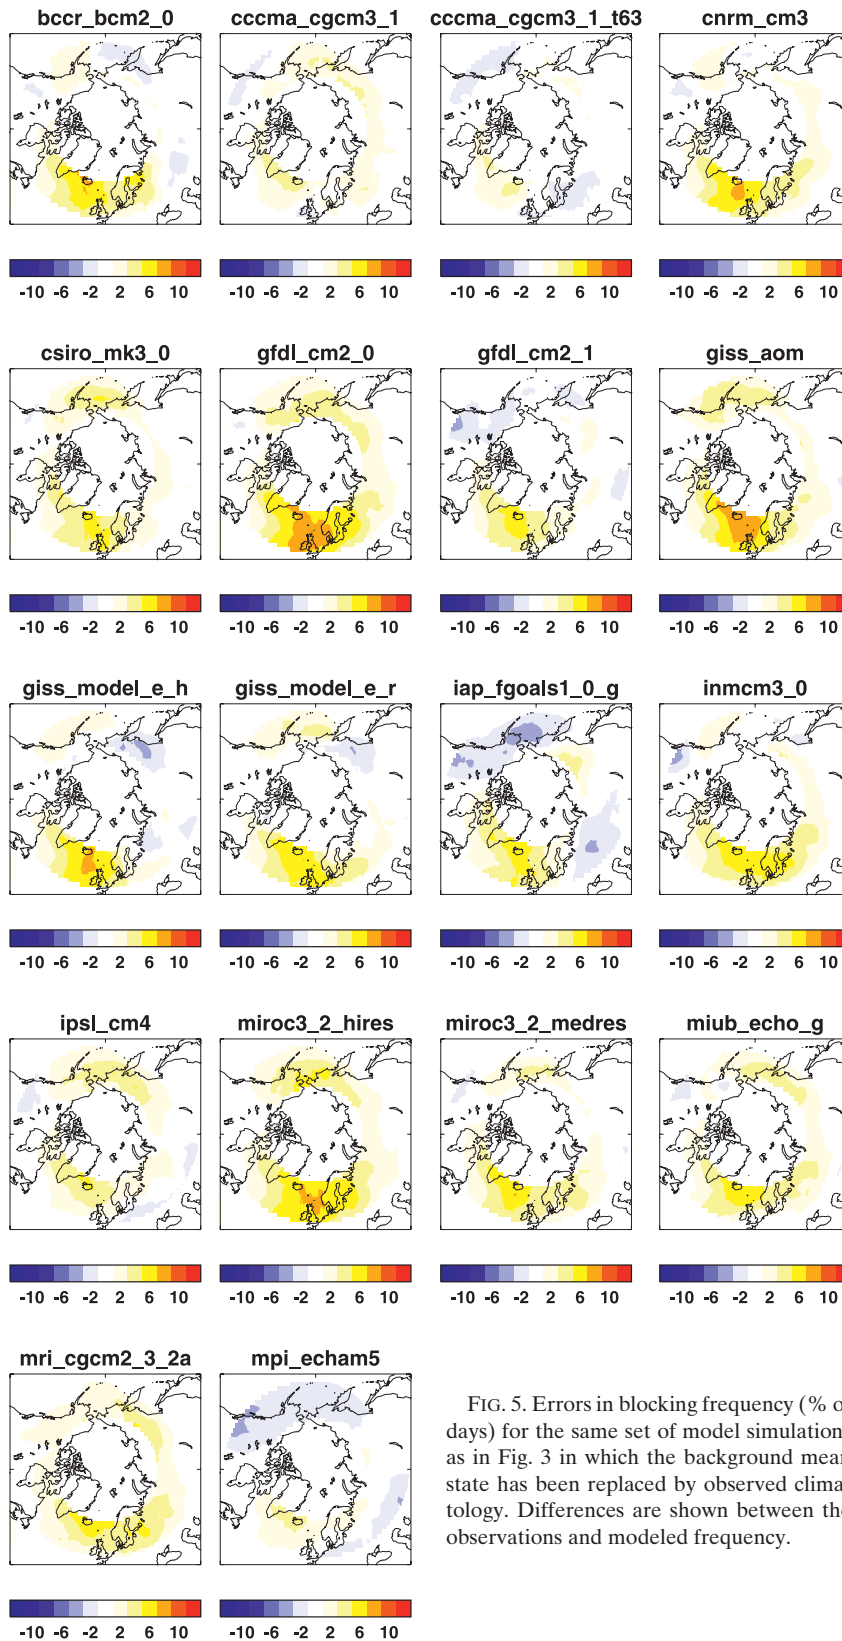 bccr_bcm2_0 cccma_cgcm3_1 cccma_cgcm3_1_t63 cnrm_cm3
-10 -6 -2 2 6 10 -10 -6 -2 2 6 10 -10 -6 -2 2 6 10 -10 -6 -2 2 6 10
csiro_mk3_0 gfdl_cm2_0 gfdl_cm2_1 giss_aom
-10 -6 -2 2 6 10 -10 -6 -2 2 6 10 -10 -6 -2 2 6 10 -10 -6 -2 2 6 10
giss_model_e_h giss_model_e_r iap_fgoals1_0_g inmcm3_0
-10 -6 -2 2 6 10 -10 -6 -2 2 6 10 -10 -6 -2 2 6 10 -10 -6 -2 2 6 10
ipsl_cm4 miroc3_2_hires miroc3_2_medres miub_echo_g
-10 -6 -2 2 6 10 -10 -6 -2 2 6 10 -10 -6 -2 2 6 10 -10 -6 -2 2 6 10
mri_cgcm2_3_2a mpi_echam5
-10 -6 -2 2 6 10 -10 -6 -2 2 6 10
FIG. 5. Errors in blocking frequency (% o
days) for the same set of model simulation
as in Fig. 3 in which the background mean
state has been replaced by observed clima
tology. Differences are shown between the
observations and modeled frequency.